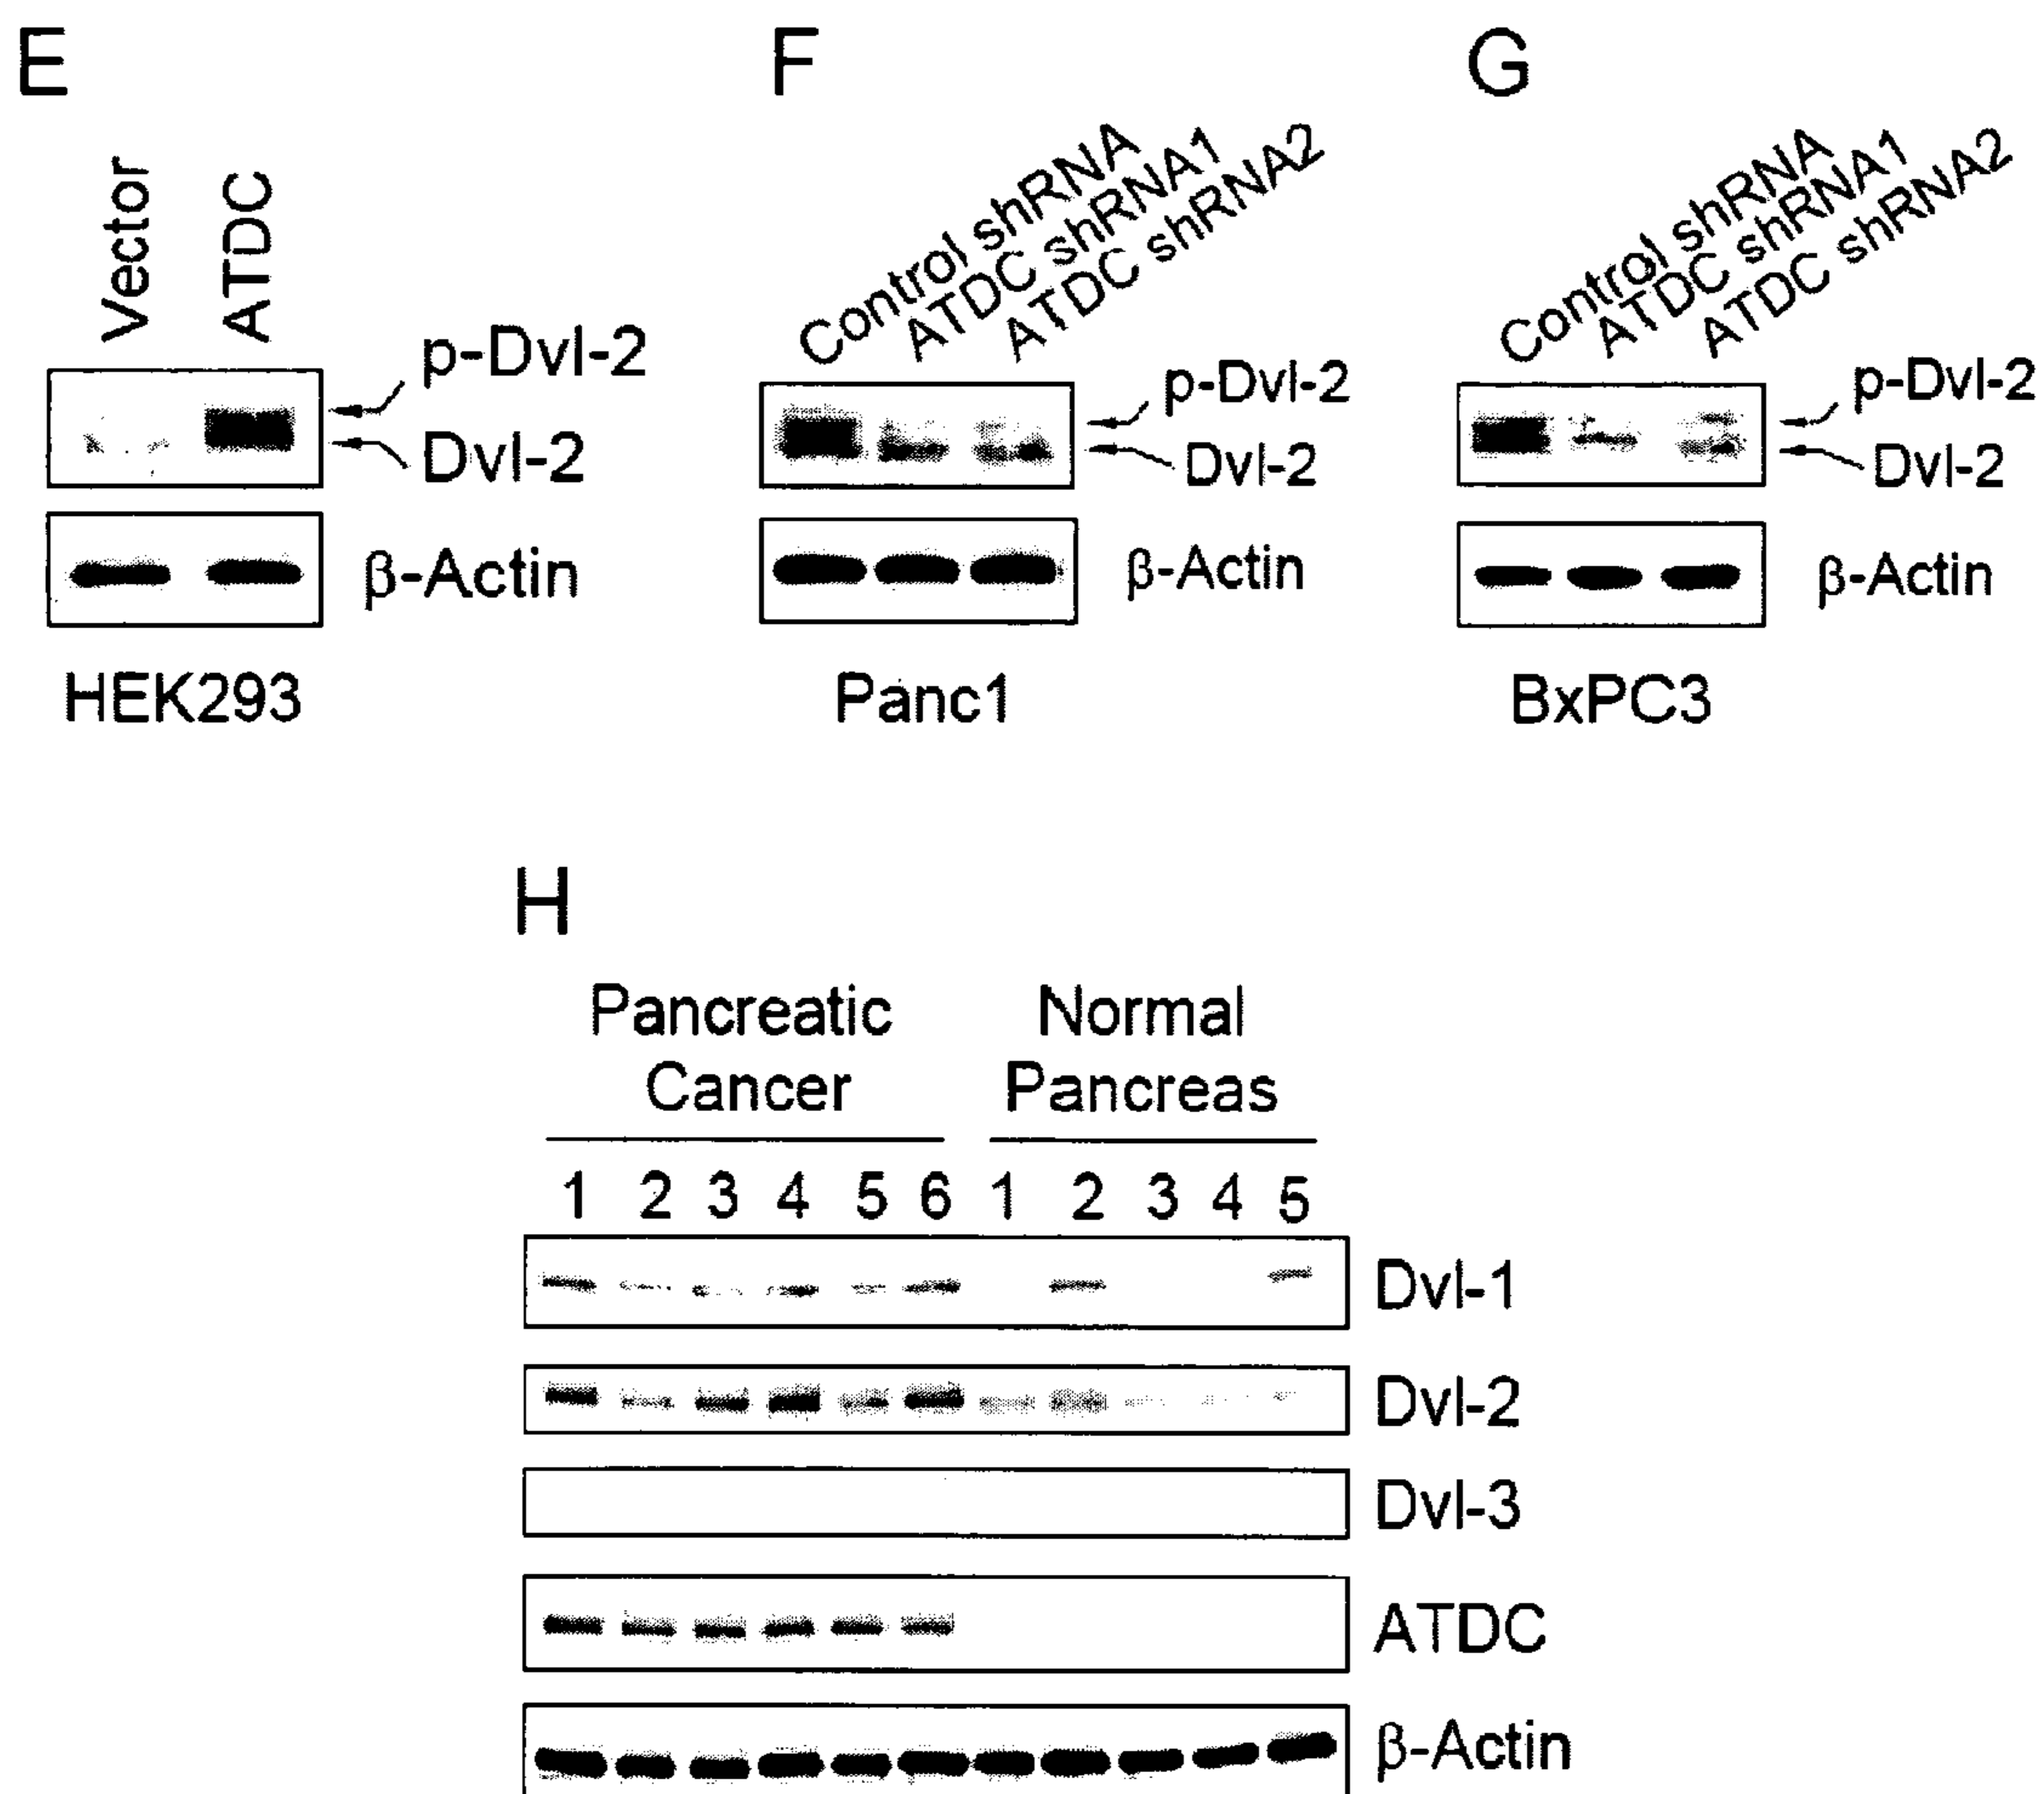 E
Vector
ATDC
p-Dvl-2
Dvl-2
β-Actin
HEK293
F
Control shRNA
ATDC shRNA1
ATDC shRNA2
p-Dvl-2
Dvl-2
β-Actin
Panc1
G
Control shRNA
ATDC shRNA1
ATDC shRNA2
p-Dvl-2
Dvl-2
β-Actin
BxPC3
H
Pancreatic
Cancer
Normal
Pancreas
1 2 3 4 5 6 1 2 3 4 5
Dvl-1
Dvl-2
Dvl-3
ATDC
β-Actin